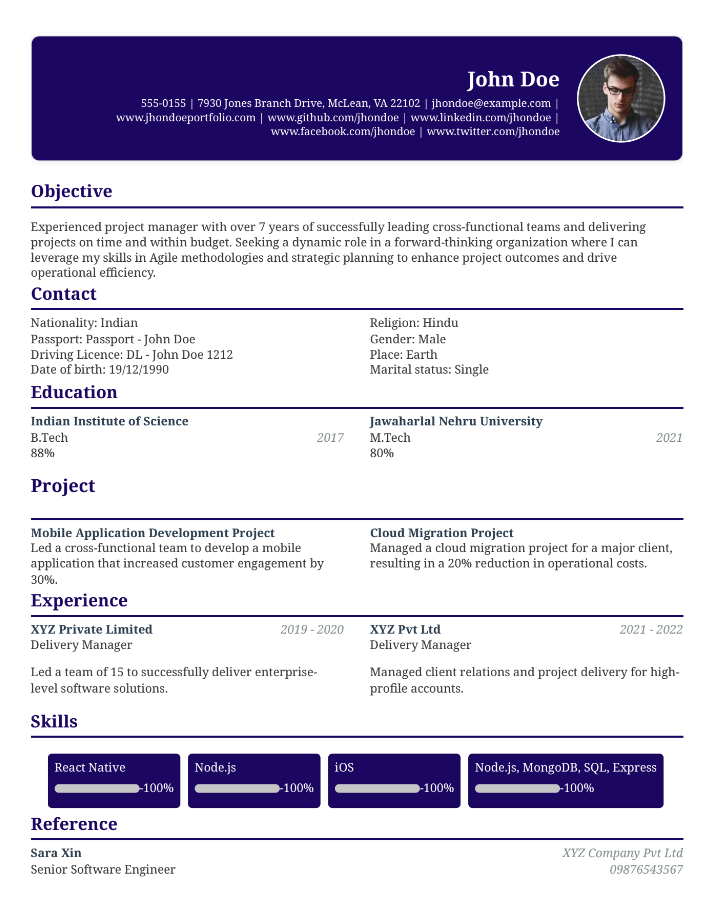 John Doe
555-0155 | 7930 Jones Branch Drive, McLean, VA 22102 | jhondoe@example.com |
www.jhondoeportfolio.com | www.github.com/jhondoe | www.linkedin.com/jhondoe |
www.facebook.com/jhondoe | www.twitter.com/jhondoe
Objective
Experienced project manager with over 7 years of successfully leading cross-functional teams and delivering
projects on time and within budget. Seeking a dynamic role in a forward-thinking organization where I can
leverage my skills in Agile methodologies and strategic planning to enhance project outcomes and drive
operational efficiency.
Contact
Nationality: Indian
Passport: Passport - John Doe
Driving Licence: DL - John Doe 1212
Date of birth: 19/12/1990
Religion: Hindu
Gender: Male
Place: Earth
Marital status: Single
Education
Indian Institute of Science
B.Tech 2017
88%
Jawaharlal Nehru University
M.Tech 2021
80%
Project
Mobile Application Development Project
Led a cross-functional team to develop a mobile
application that increased customer engagement by
30%.
Cloud Migration Project
Managed a cloud migration project for a major client,
resulting in a 20% reduction in operational costs.
Experience
XYZ Private Limited 2019 - 2020
Delivery Manager
Led a team of 15 to successfully deliver enterprise-
level software solutions.
XYZ Pvt Ltd 2021 - 2022
Delivery Manager
Managed client relations and project delivery for high-
profile accounts.
Skills
React Native
-100%
Node.js
-100%
iOS
-100%
Node.js, MongoDB, SQL, Express
-100%
Reference
Sara Xin XYZ Company Pvt Ltd
Senior Software Engineer 09876543567